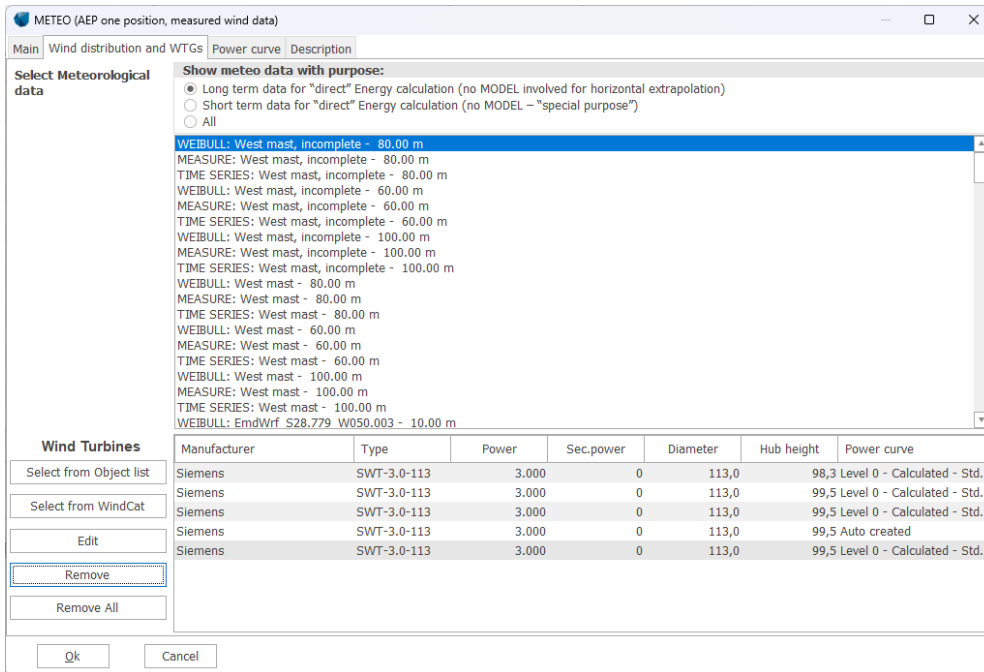 METEO (AEP one position, measured wind data)
Main Wind distribution and WTGs Power curve Description
Select Meteorological data
Show meteo data with purpose:
Long term data for “direct” Energy calculation (no MODEL involved for horizontal extrapolation)
Short term data for “direct” Energy calculation (no MODEL – “special purpose”)
All
WEIBULL: West mast, incomplete - 80.00 m
MEASURE: West mast, incomplete - 80.00 m
TIME SERIES: West mast, incomplete - 80.00 m
WEIBULL: West mast, incomplete - 60.00 m
MEASURE: West mast, incomplete - 60.00 m
TIME SERIES: West mast, incomplete - 60.00 m
WEIBULL: West mast, incomplete - 100.00 m
MEASURE: West mast, incomplete - 100.00 m
TIME SERIES: West mast, incomplete - 100.00 m
WEIBULL: West mast - 80.00 m
MEASURE: West mast - 80.00 m
TIME SERIES: West mast - 80.00 m
WEIBULL: West mast - 60.00 m
MEASURE: West mast - 60.00 m
TIME SERIES: West mast - 60.00 m
WEIBULL: West mast - 100.00 m
MEASURE: West mast - 100.00 m
TIME SERIES: West mast - 100.00 m
WEIBULL: EmdWrf_S28.779_W050.003 - 10.00 m
Wind Turbines
Select from Object list
Select from WindCat
Edit
Remove
Remove All
Manufacturer Type Power Sec.power Diameter Hub height Power curve
Siemens SWT-3.0-113 3.000 0 113,0 98,3 Level 0 - Calculated - Std.
Siemens SWT-3.0-113 3.000 0 113,0 99,5 Level 0 - Calculated - Std.
Siemens SWT-3.0-113 3.000 0 113,0 99,5 Level 0 - Calculated - Std.
Siemens SWT-3.0-113 3.000 0 113,0 99,5 Auto created
Siemens SWT-3.0-113 3.000 0 113,0 99,5 Level 0 - Calculated - Std.
Ok Cancel